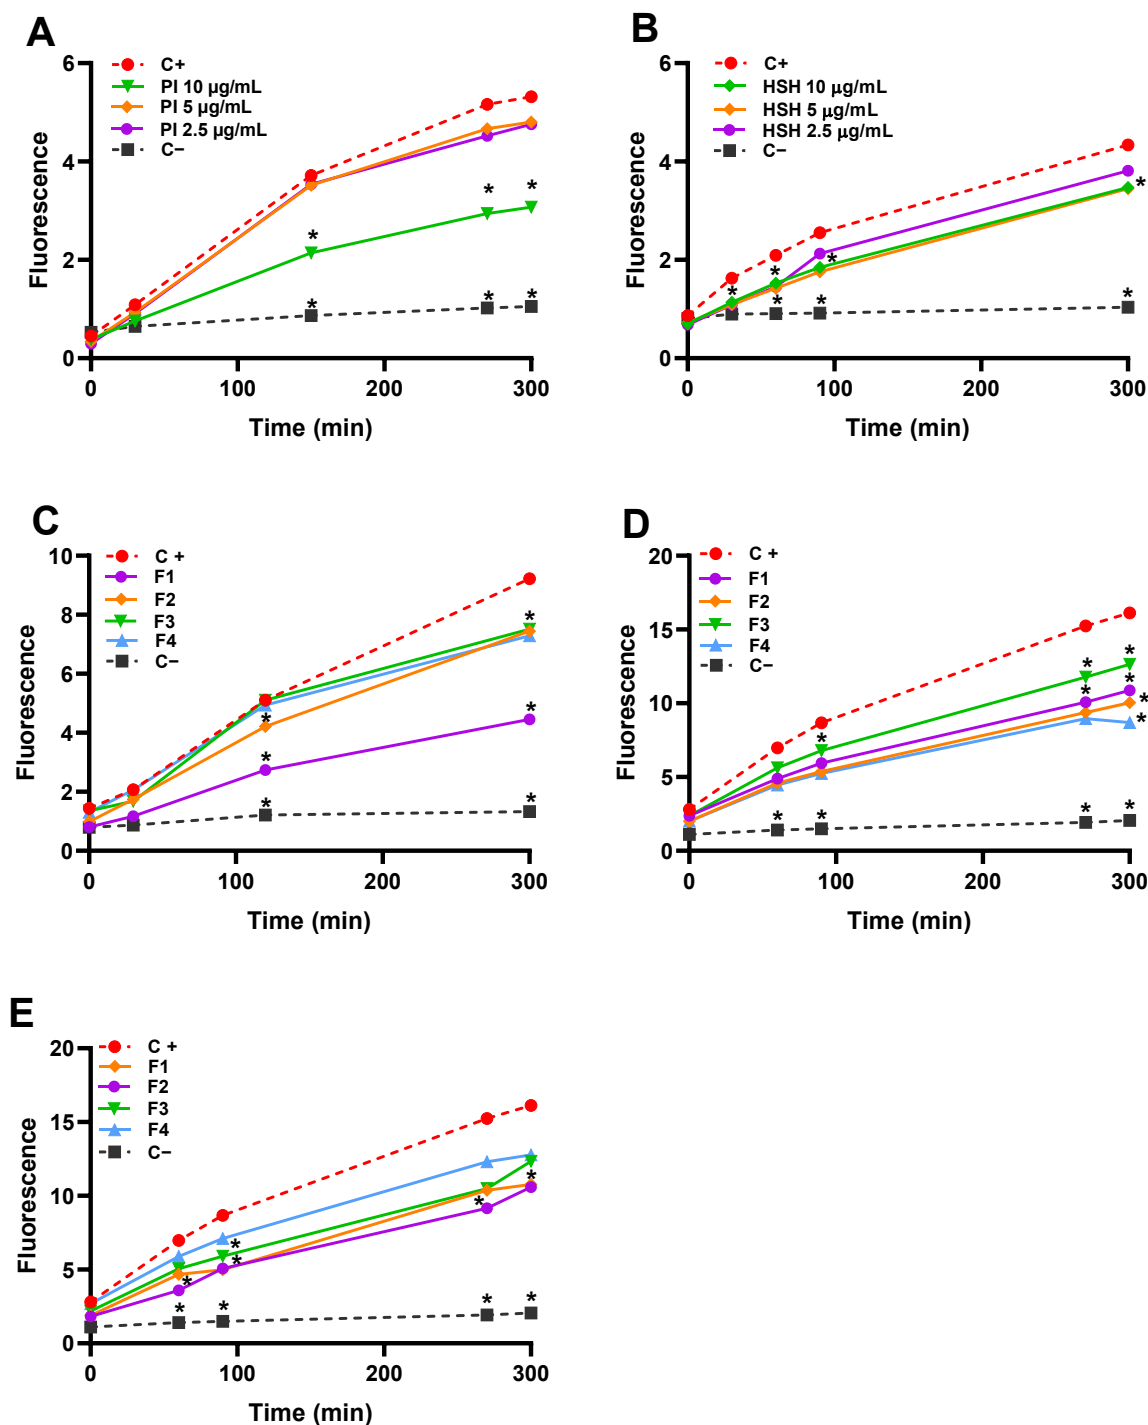 A
C+
PI 10 µg/mL
PI 5 µg/mL
PI 2.5 µg/mL
C−
Fluorescence
6
4
2
0
0 100 200 300
Time (min)
* * *
* * *
B
C+
HSH 10 µg/mL
HSH 5 µg/mL
HSH 2.5 µg/mL
C−
Fluorescence
6
4
2
0
0 100 200 300
Time (min)
* * * *
* * *
C
C +
F1
F2
F3
F4
C−
Fluorescence
10
8
6
4
2
0
0 100 200 300
Time (min)
* *
* *
* *
D
C +
F1
F2
F3
F4
C−
Fluorescence
20
15
10
5
0
0 100 200 300
Time (min)
* * *
* *
*
*
* * * *
E
C +
F1
F2
F3
F4
C−
Fluorescence
20
15
10
5
0
0 100 200 300
Time (min)
* *
*
*
*
* * * *